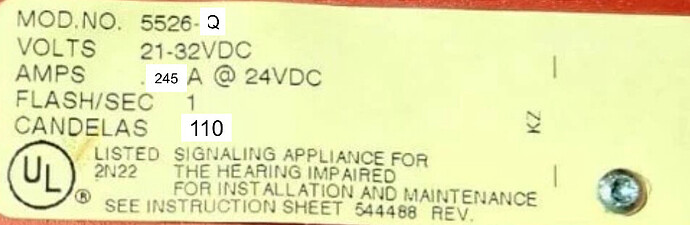 MOD.NO. 5526-Q
VOLTS 21-32VDC
AMPS .245 A @ 24VDC
FLASH/SEC 1
CANDELAS 110
UL ® LISTED 2N22
SIGNALING APPLIANCE FOR
THE HEARING IMPAIRED
FOR INSTALLATION AND MAINTENANCE
SEE INSTRUCTION SHEET 544488 REV.
KZ